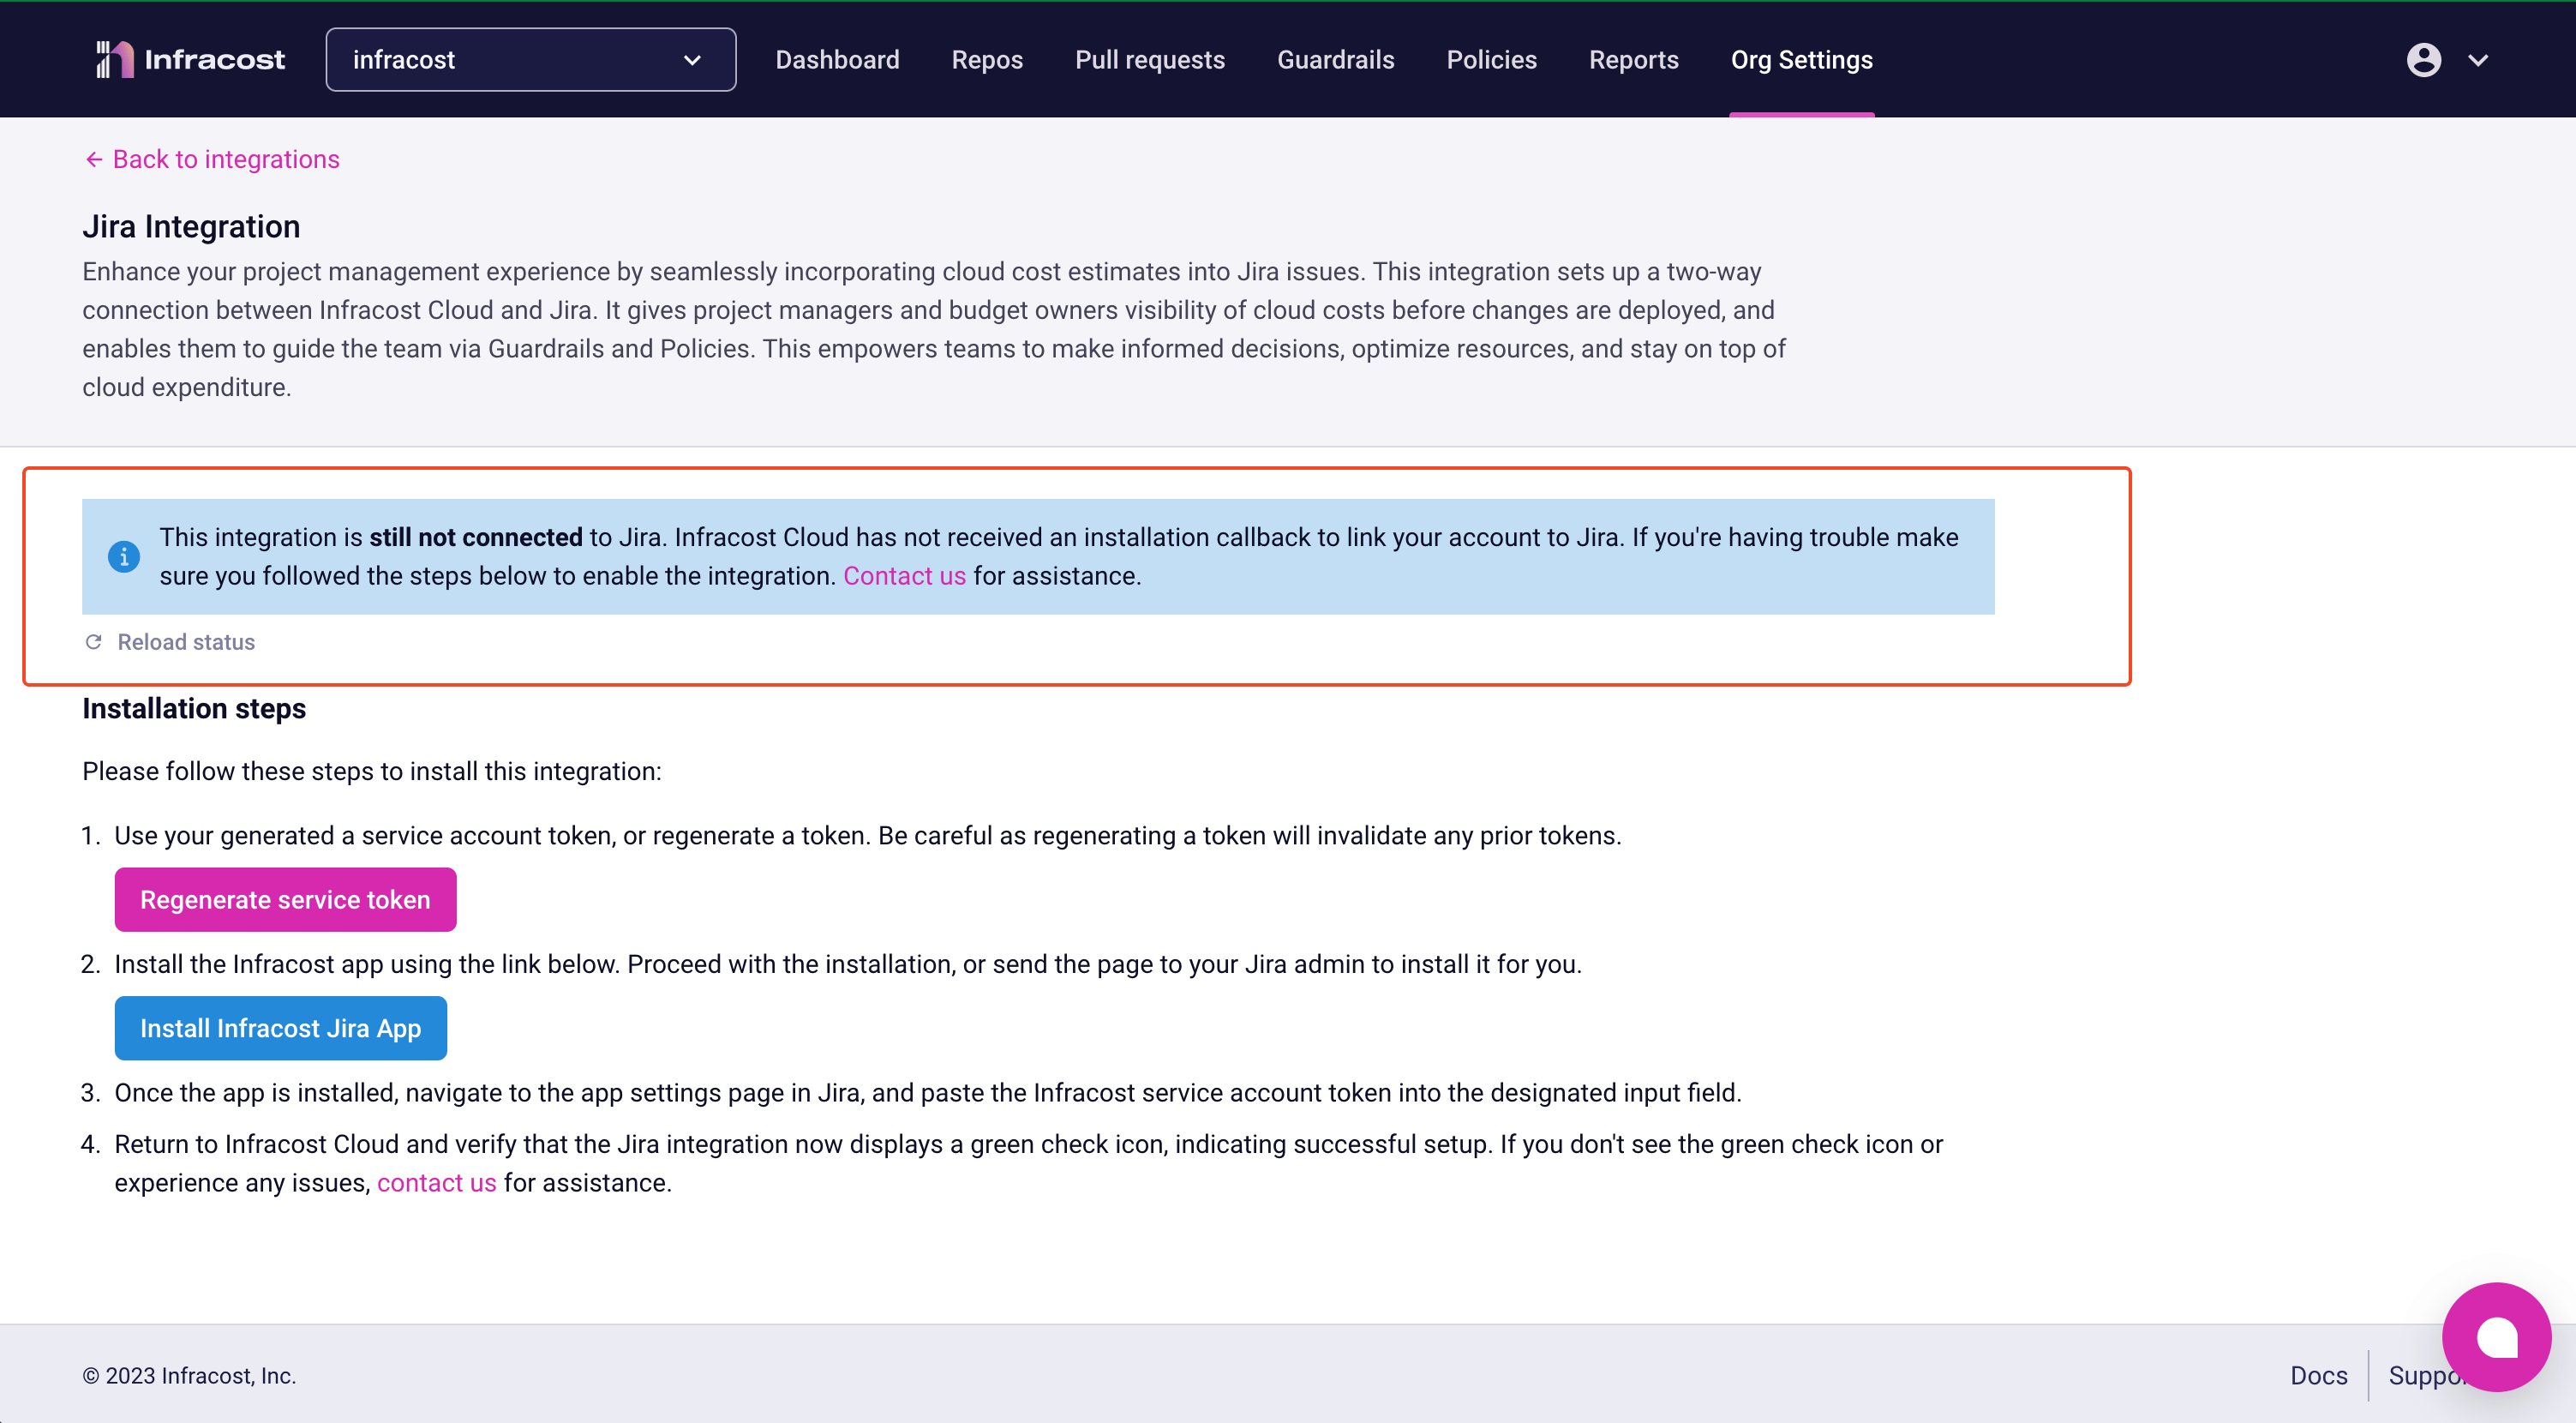 Infracost
infracost
Dashboard
Repos
Pull requests
Guardrails
Policies
Reports
Org Settings
← Back to integrations
Jira Integration
Enhance your project management experience by seamlessly incorporating cloud cost estimates into Jira issues. This integration sets up a two-way
connection between Infracost Cloud and Jira. It gives project managers and budget owners visibility of cloud costs before changes are deployed, and
enables them to guide the team via Guardrails and Policies. This empowers teams to make informed decisions, optimize resources, and stay on top of
cloud expenditure.
This integration is still not connected to Jira. Infracost Cloud has not received an installation callback to link your account to Jira. If you're having trouble make
sure you followed the steps below to enable the integration. Contact us for assistance.
Reload status
Installation steps
Please follow these steps to install this integration:
1. Use your generated a service account token, or regenerate a token. Be careful as regenerating a token will invalidate any prior tokens.
Regenerate service token
2. Install the Infracost app using the link below. Proceed with the installation, or send the page to your Jira admin to install it for you.
Install Infracost Jira App
3. Once the app is installed, navigate to the app settings page in Jira, and paste the Infracost service account token into the designated input field.
4. Return to Infracost Cloud and verify that the Jira integration now displays a green check icon, indicating successful setup. If you don't see the green check icon or
experience any issues, contact us for assistance.
© 2023 Infracost, Inc.
Docs